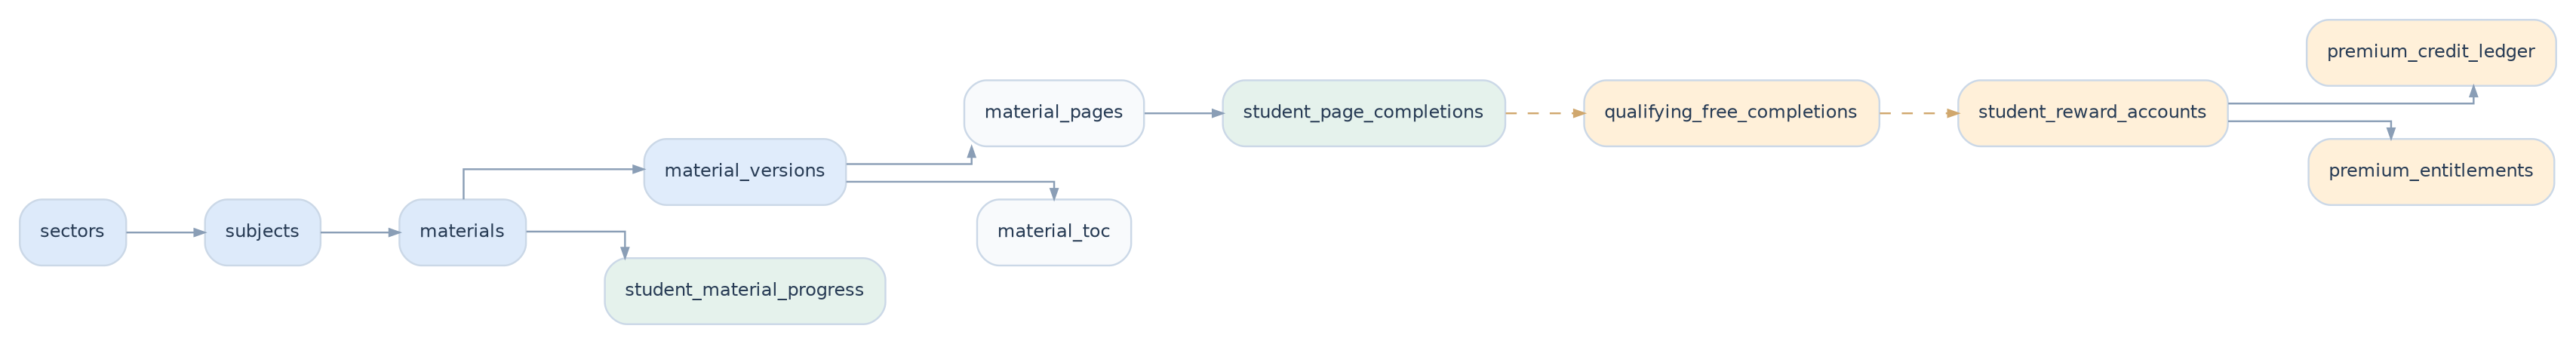 sectors
subjects
materials
material_versions
student_material_progress
material_pages
material_toc
student_page_completions
qualifying_free_completions
student_reward_accounts
premium_credit_ledger
premium_entitlements